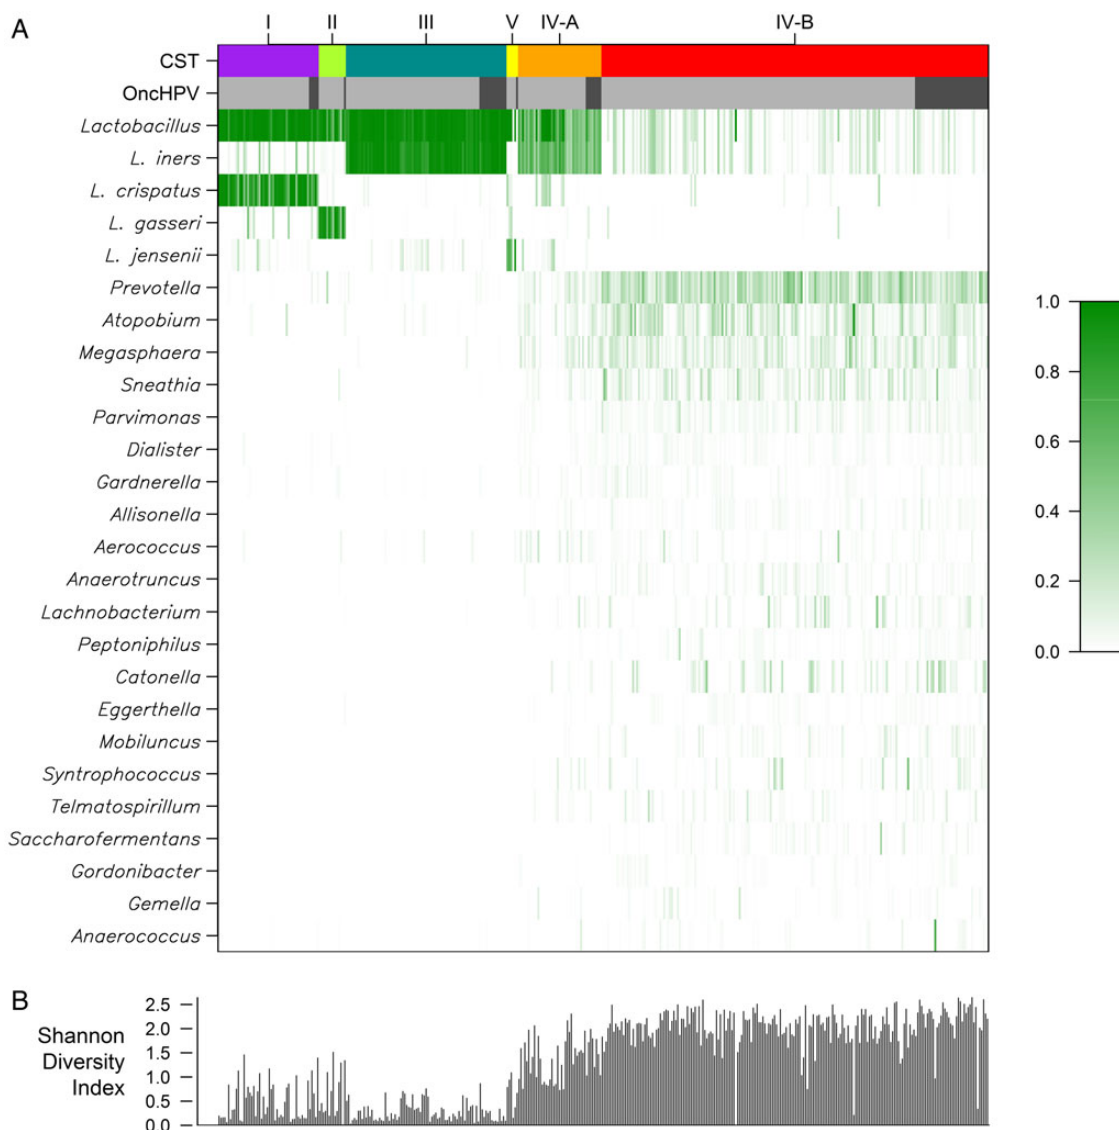 A
I II III V IV-A IV-B
CST
OncHPV
Lactobacillus
L. iners
L. crispatus
L. gasseri
L. jensenii
Prevotella
Atopobium
Megasphaera
Sneathia
Parvimonas
Dialister
Gardnerella
Allisonella
Aerococcus
Anaerotruncus
Lachnobacterium
Peptoniphilus
Catonella
Eggerthella
Mobiluncus
Syntrophococcus
Telmatospirillum
Saccharofermentans
Gordonibacter
Gemella
Anaerococcus
1.0
0.8
0.6
0.4
0.2
0.0
B
Shannon
Diversity
Index
2.5
2.0
1.5
1.0
0.5
0.0